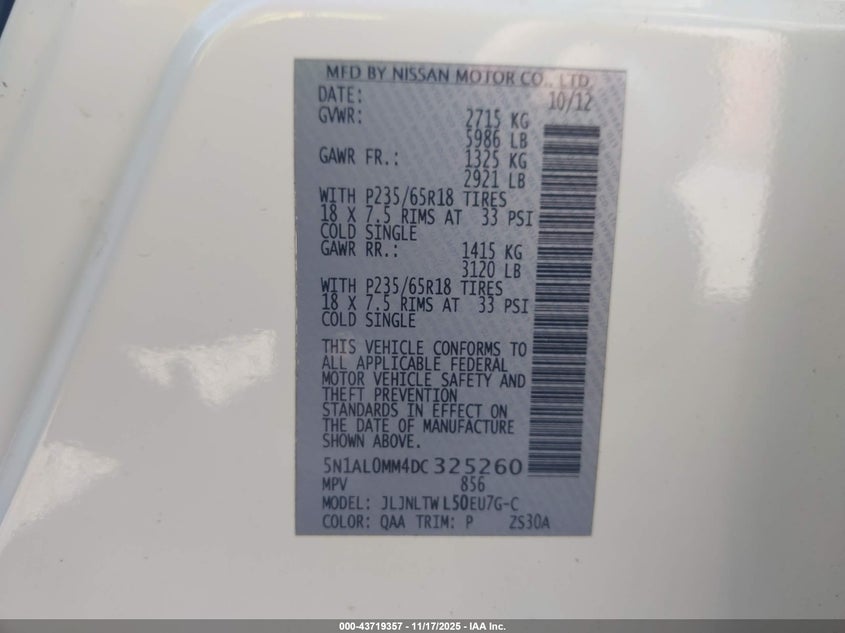 MFD BY NISSAN MOTOR CO., LTD.
DATE: 10/12
GVWR: 2715 KG
5986 LB
GAWR FR.: 1325 KG
2921 LB
WITH P235/65R18 TIRES
18 X 7.5 RIMS AT 33 PSI
COLD SINGLE
GAWR RR.: 1415 KG
3120 LB
WITH P235/65R18 TIRES
18 X 7.5 RIMS AT 33 PSI
COLD SINGLE
THIS VEHICLE CONFORMS TO
ALL APPLICABLE FEDERAL
MOTOR VEHICLE SAFETY AND
THEFT PREVENTION
STANDARDS IN EFFECT ON
THE DATE OF MANUFACTURE
SHOWN ABOVE.
5N1AL0MM4DC325260
MPV 856
MODEL: JLJNLTWL50EU7G-C
COLOR: QAA TRIM: P ZS30A
000-43719357 - 11/17/2025 - IAA Inc.